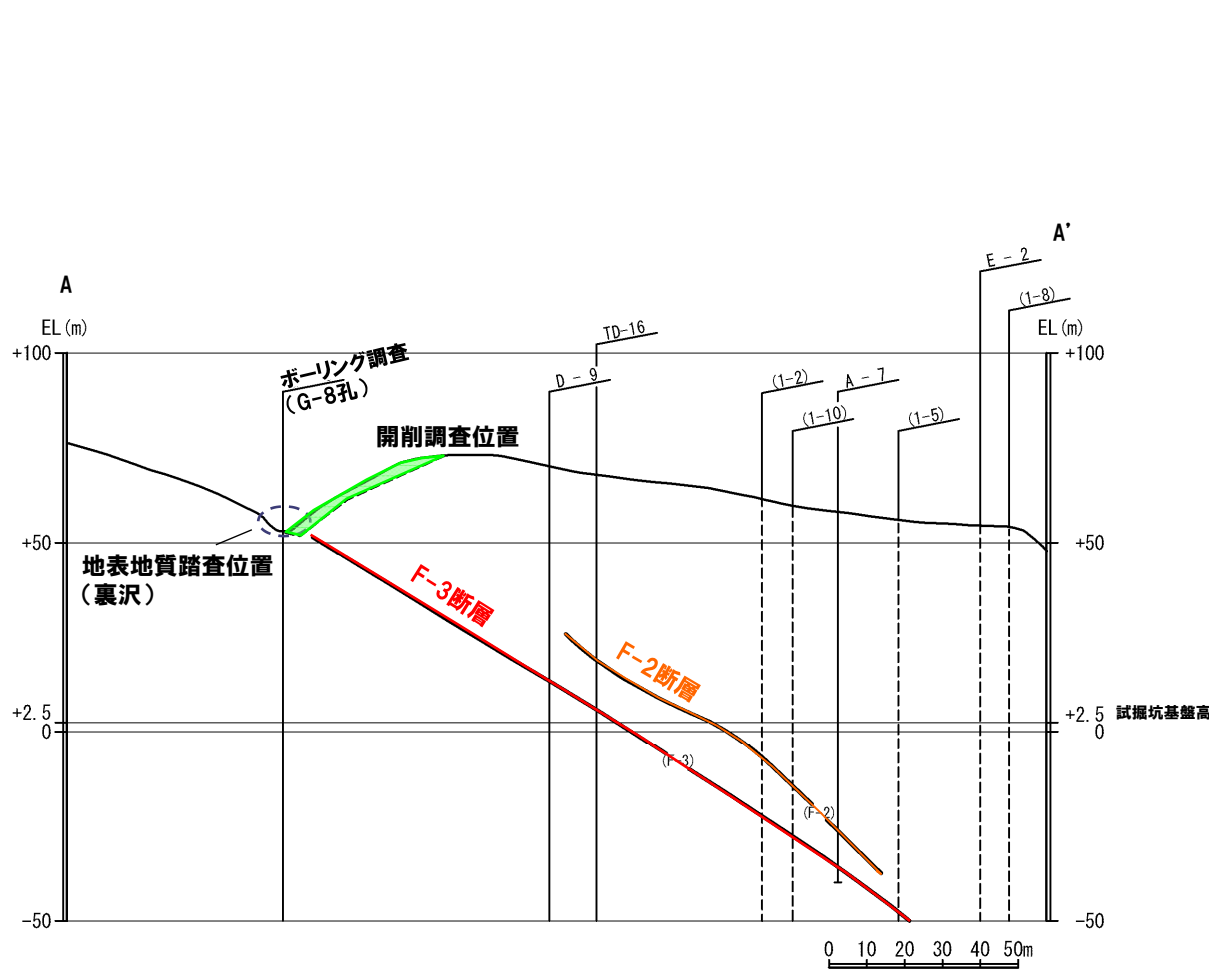 A'
E - 2
A
(1-8)
EL(m)
EL(m)
TD-16
+100
+100
ボーリング調査
(G-8孔)
D - 9
(1-2)
A - 7
(1-10)
(1-5)
開削調査位置
+50
+50
地表地質踏査位置
(裏沢)
F-3断層
F-2断層
+2.5
+2.5 試掘坑基盤高
0
0
(F-3)
(F-2)
-50
-50
0 10 20 30 40 50m